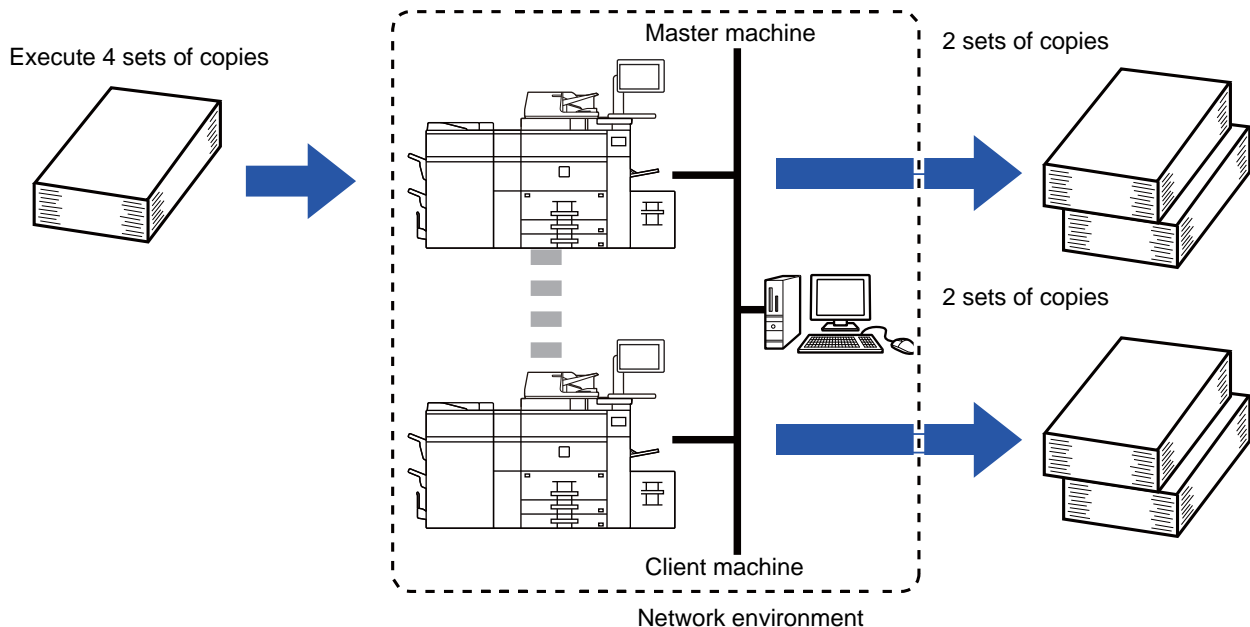 Execute 4 sets of copies
Master machine
2 sets of copies
2 sets of copies
Client machine
Network environment